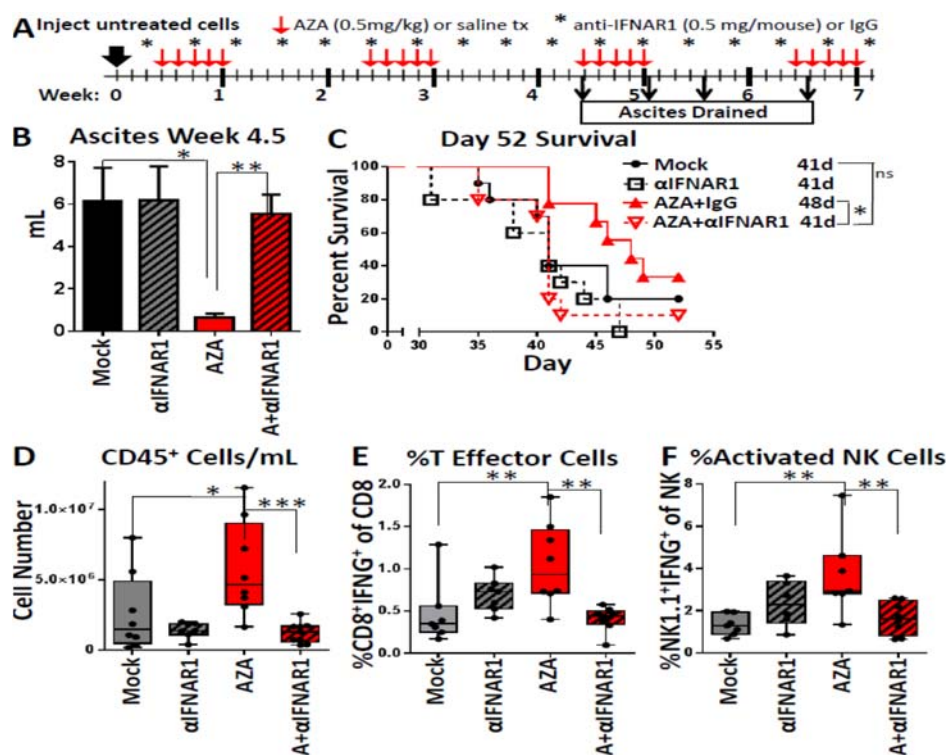 A Inject untreated cells ↓ AZA (0.5mg/kg) or saline tx * anti-IFNAR1 (0.5 mg/mouse) or IgG
* * * * * * * * * * * *
Week: 0 1 2 3 4 5 6 7
Ascites Drained
B Ascites Week 4.5
* **
mL
8
6
4
2
0
Mock αIFNAR1 AZA A+αIFNAR1
C Day 52 Survival
Percent Survival
100
80
60
40
20
0
0 30 35 40 45 50 55
Day
Mock 41d
αIFNAR1 41d
AZA+IgG 48d
AZA+αIFNAR1 41d
ns
*
D CD45⁺ Cells/mL
* ***
Cell Number
1.0×10⁷
5.0×10⁶
0
Mock αIFNAR1 AZA A+αIFNAR1
E %T Effector Cells
** **
%CD8⁺IFNG⁺ of CD8
2.0
1.5
1.0
0.5
0.0
Mock αIFNAR1 AZA A+αIFNAR1
F %Activated NK Cells
** **
%NK1.1⁺IFNG⁺ of NK
8
6
4
2
0
Mock αIFNAR1 AZA A+αIFNAR1